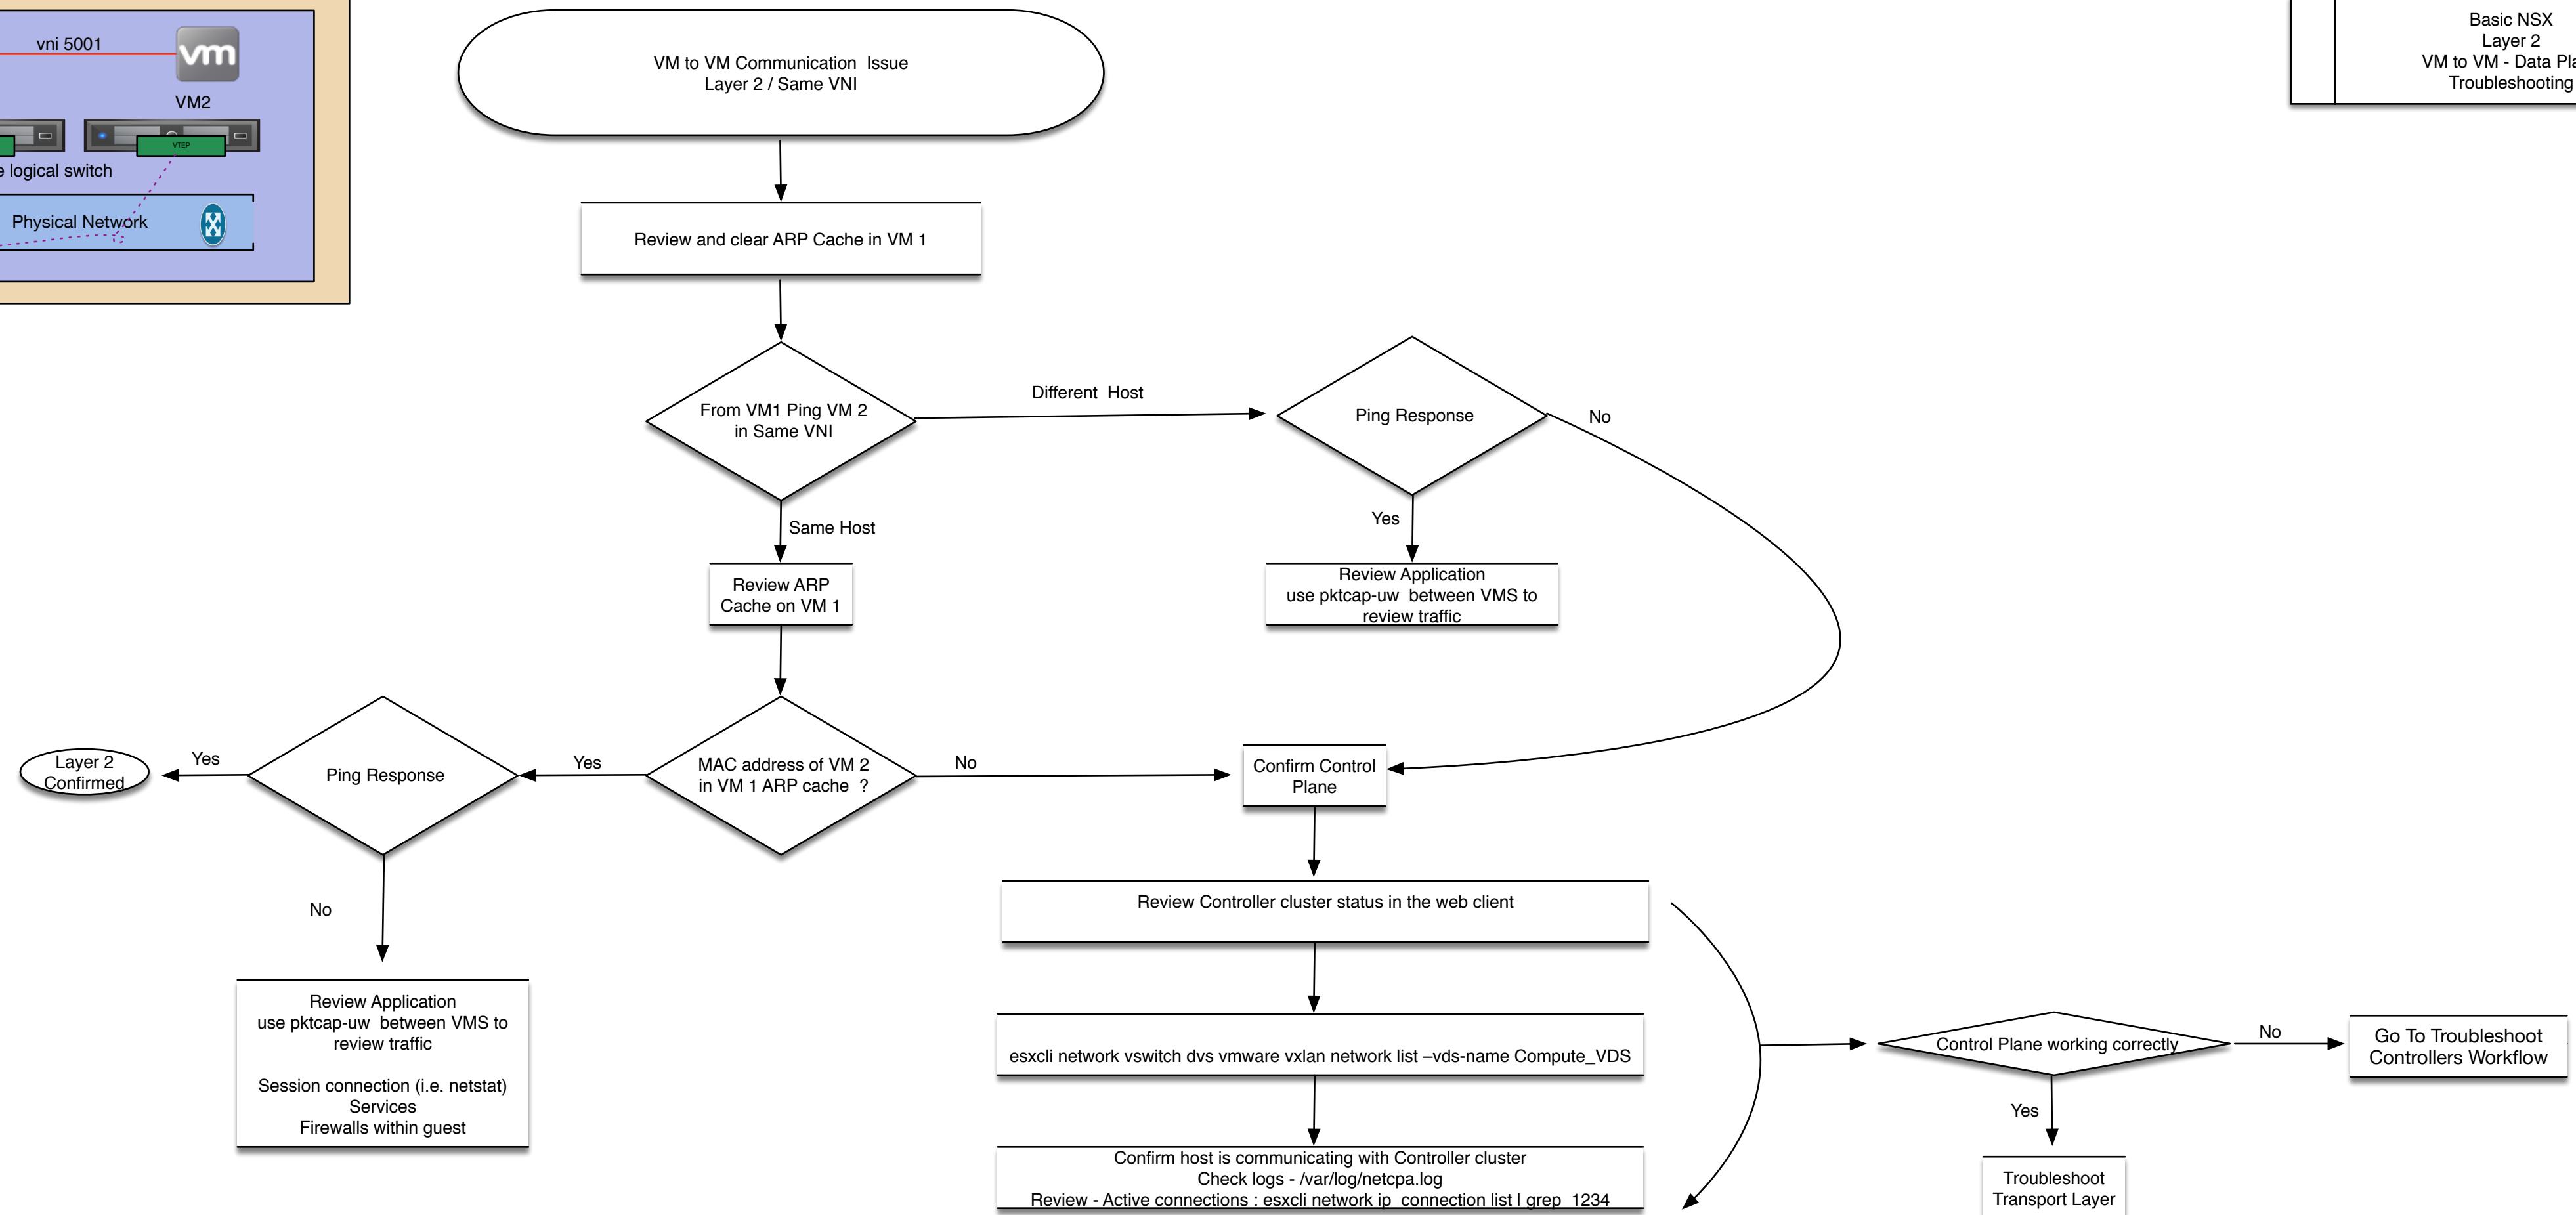 vni 5001
vm
VM2
VTEP
logical switch
Physical Network
VM to VM Communication  Issue
Layer 2 / Same VNI
Basic NSX
Layer 2
VM to VM - Data
Troubleshooting
Review and clear ARP Cache in VM 1
From VM1 Ping VM 2
in Same VNI
Different  Host
Ping Response
No
Same Host
Yes
Review ARP
Cache on VM 1
Review Application
use pktcap-uw  between VMS to
review traffic
Layer 2
Confirmed
Yes
Ping Response
Yes
MAC address of VM 2
in VM 1 ARP cache  ?
No
Confirm Control
Plane
No
Review Application
use pktcap-uw  between VMS to
review traffic
Session connection (i.e. netstat)
Services
Firewalls within guest
Review Controller cluster status in the web client
esxcli network vswitch dvs vmware vxlan network list –vds-name Compute_VDS
Confirm host is communicating with Controller cluster
Check logs - /var/log/netcpa.log
Review - Active connections : esxcli network ip  connection list | grep  1234
Control Plane working correctly
No
Go To Troubleshoot
Controllers Workflow
Yes
Troubleshoot
Transport Layer